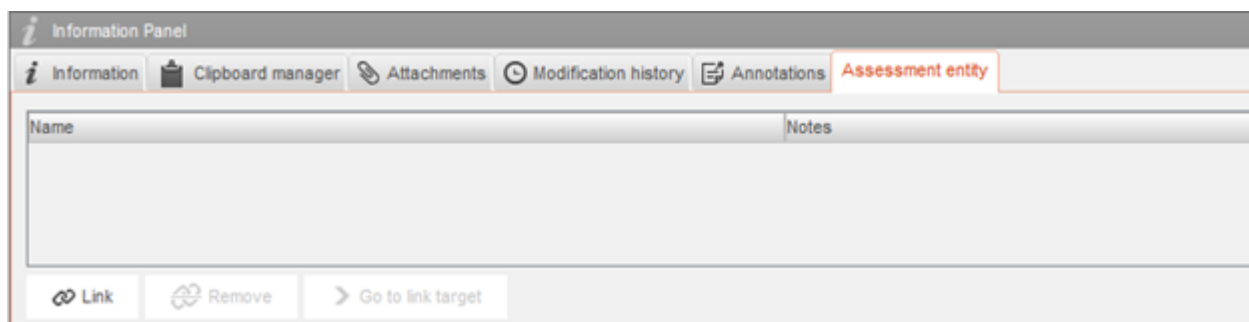 Information Panel
Information Clipboard manager Attachments Modification history Annotations Assessment entity
Name Notes
Link Remove Go to link target